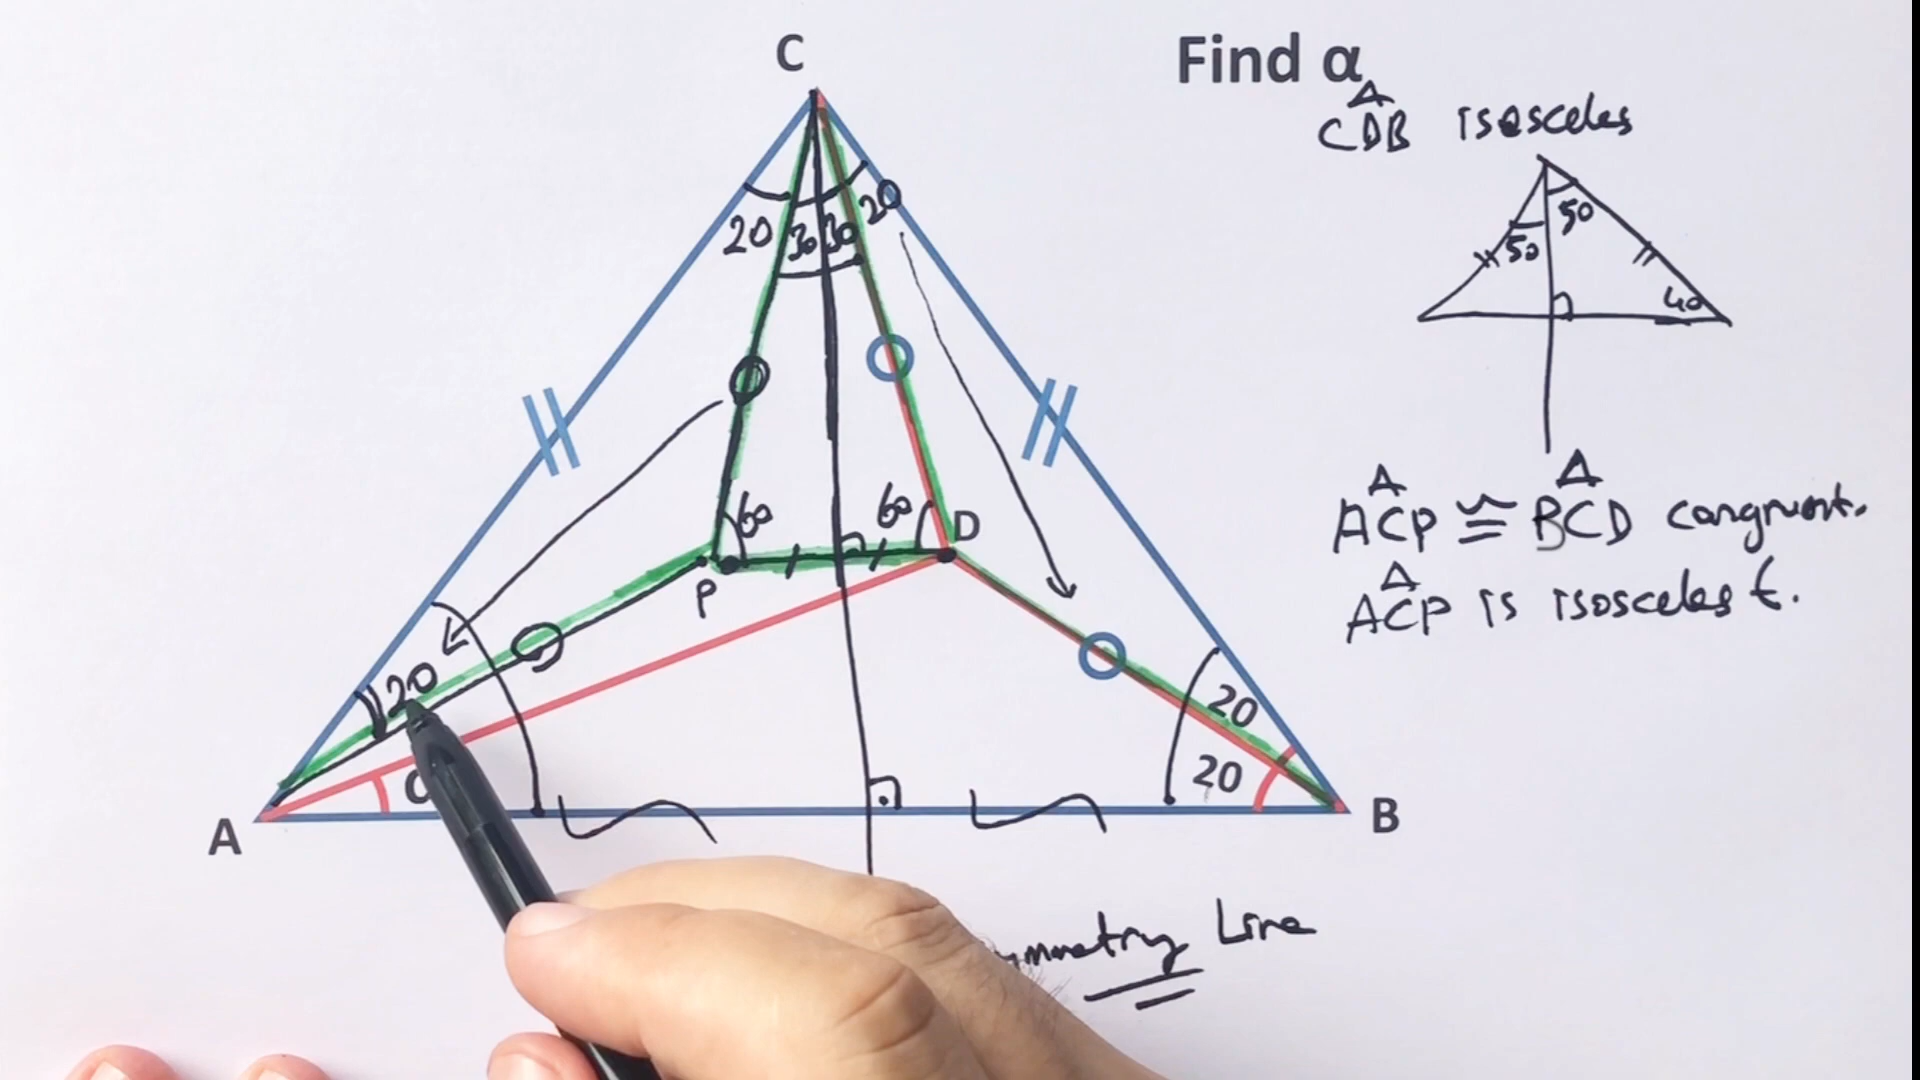 C
Find α
CDB isosceles
20 30 30 20
50 50
40
60 60 D
P
ACP ≅ BCD congruent.
ACP is isosceles t.
20
20
20
A
B
Line